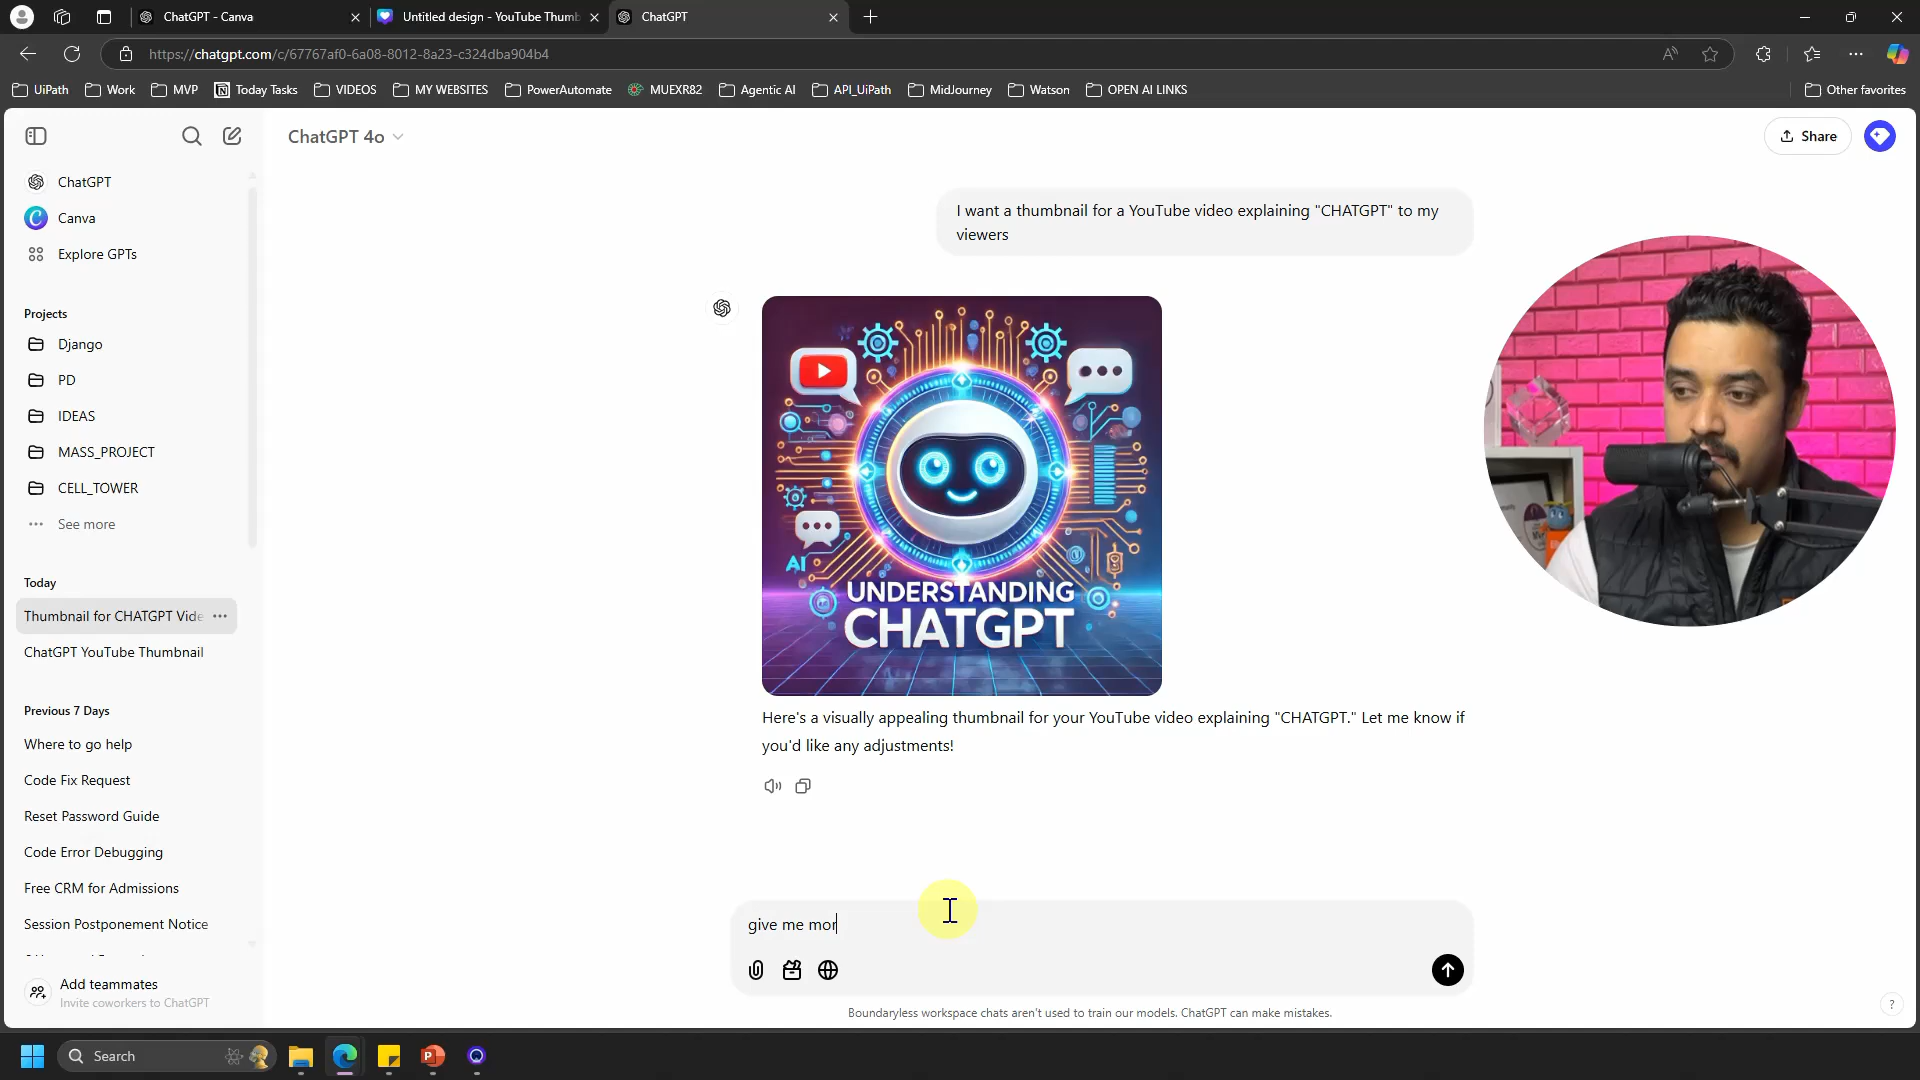 ChatGPT - Canva
Untitled design - YouTube Thumb
ChatGPT
https://chatgpt.com/c/67767af0-6a08-8012-8a23-c324dba904b4
UiPath
Work
MVP
Today Tasks
VIDEOS
MY WEBSITES
PowerAutomate
MUEXR82
Agentic AI
API_UiPath
MidJourney
Watson
OPEN AI LINKS
Other favorites
ChatGPT 4o
Share
ChatGPT
Canva
Explore GPTs
Projects
Django
PD
IDEAS
MASS_PROJECT
CELL_TOWER
See more
Today
Thumbnail for CHATGPT Vide
ChatGPT YouTube Thumbnail
Previous 7 Days
Where to go help
Code Fix Request
Reset Password Guide
Code Error Debugging
Free CRM for Admissions
Session Postponement Notice
Add teammates
Invite coworkers to ChatGPT
I want a thumbnail for a YouTube video explaining "CHATGPT" to my
viewers
AI
UNDERSTANDING
CHATGPT
Here's a visually appealing thumbnail for your YouTube video explaining "CHATGPT." Let me know if
you'd like any adjustments!
give me mor
Boundaryless workspace chats aren't used to train our models. ChatGPT can make mistakes.
?
Search